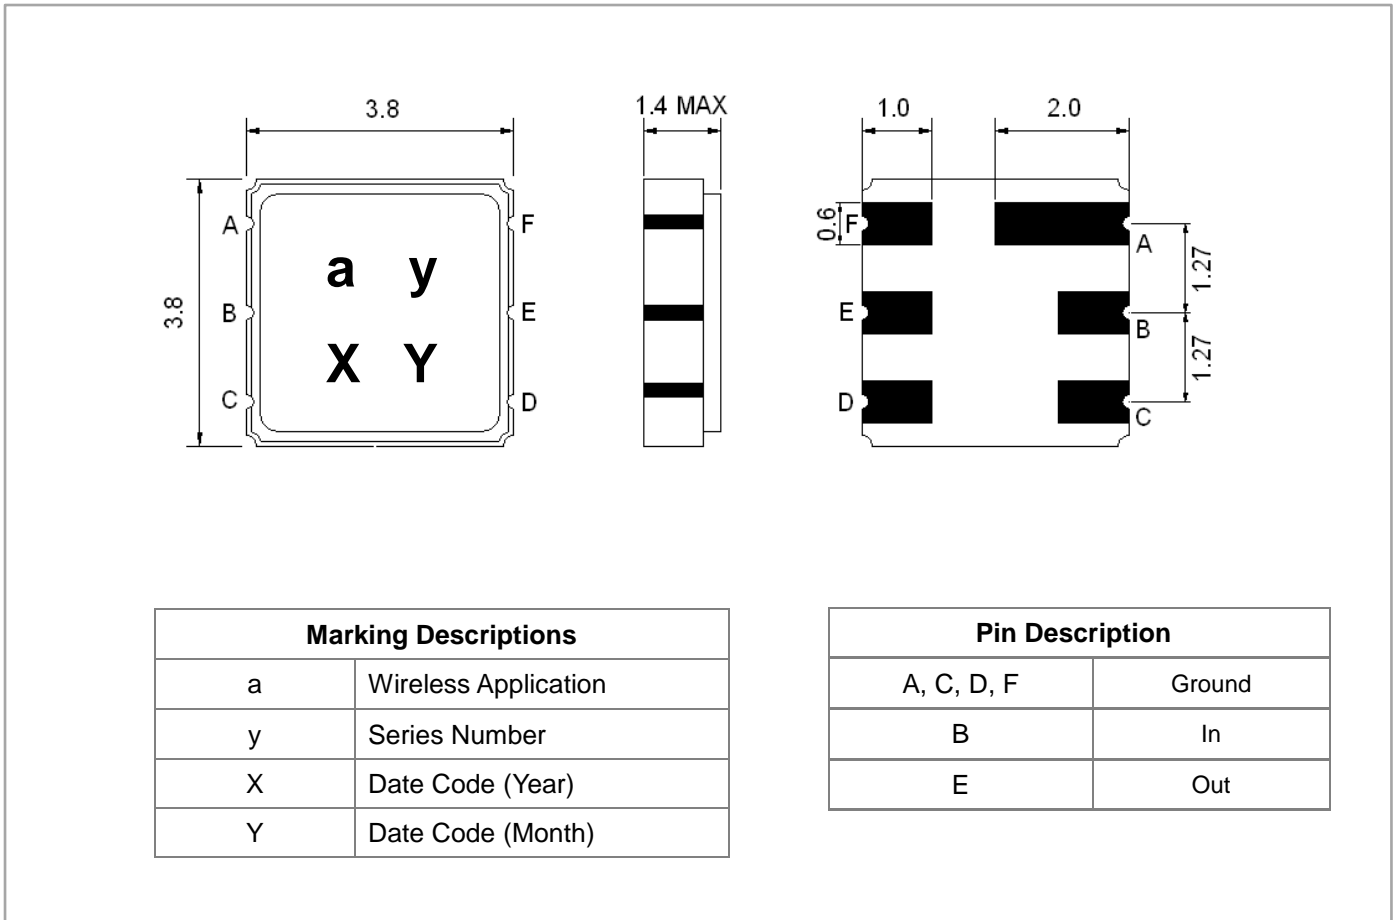 3.8
1.4 MAX
1.0
2.0
A
F
0.6
F
A
1.27
3.8
a y
B
E
E
B
X Y
1.27
C
D
D
C
Marking Descriptions
a Wireless Application
y Series Number
X Date Code (Year)
Y Date Code (Month)
Pin Description
A, C, D, F Ground
B In
E Out